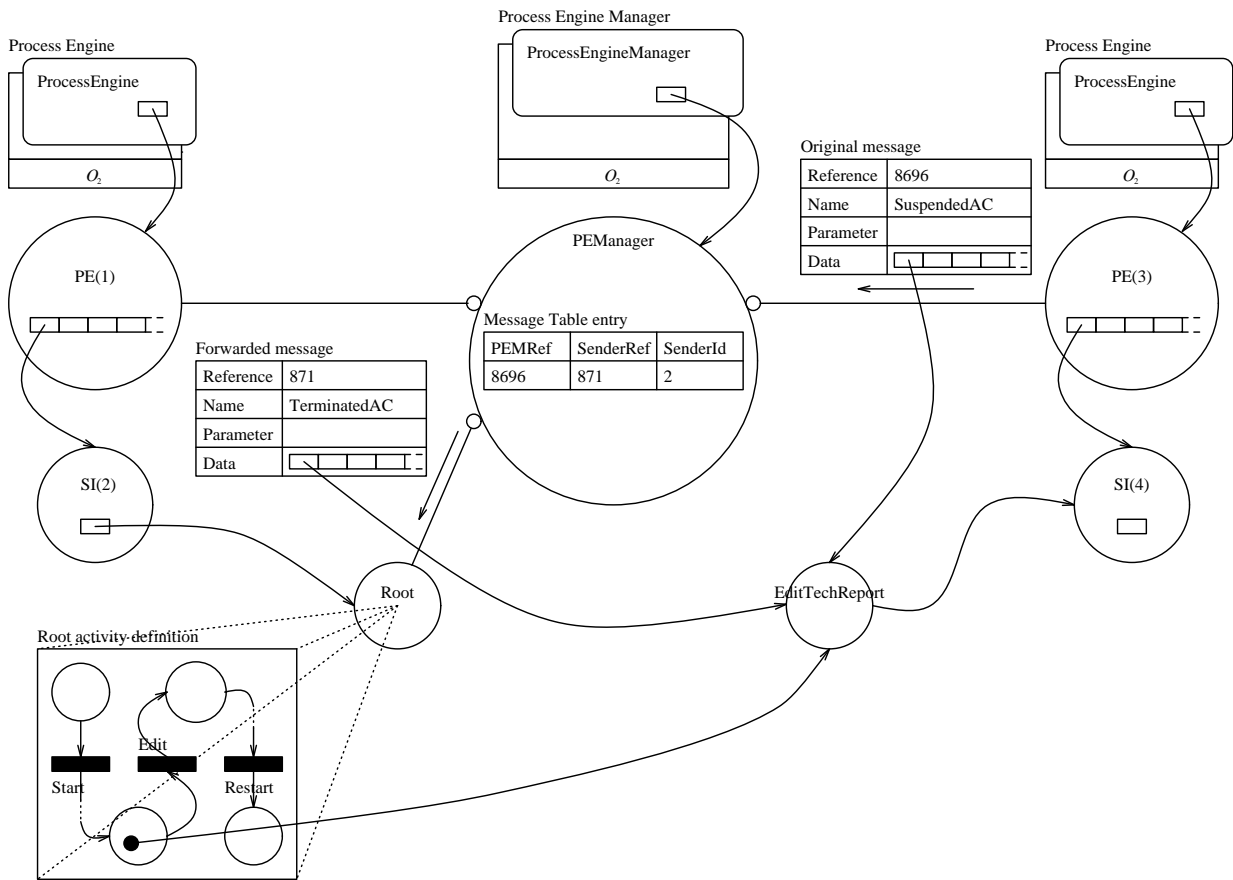 Process Engine Manager
Process Engine
Process Engine
ProcessEngineManager
ProcessEngine
ProcessEngine
Original message
O₂
O₂
O₂
Reference 8696
Name SuspendedAC
Parameter
Data
PEManager
PE(1)
PE(3)
Message Table entry
PEMRef SenderRef SenderId
8696 871 2
Forwarded message
Reference 871
Name TerminatedAC
Parameter
Data
SI(2)
SI(4)
Root
EditTechReport
Root activity definition
Edit
Start
Restart